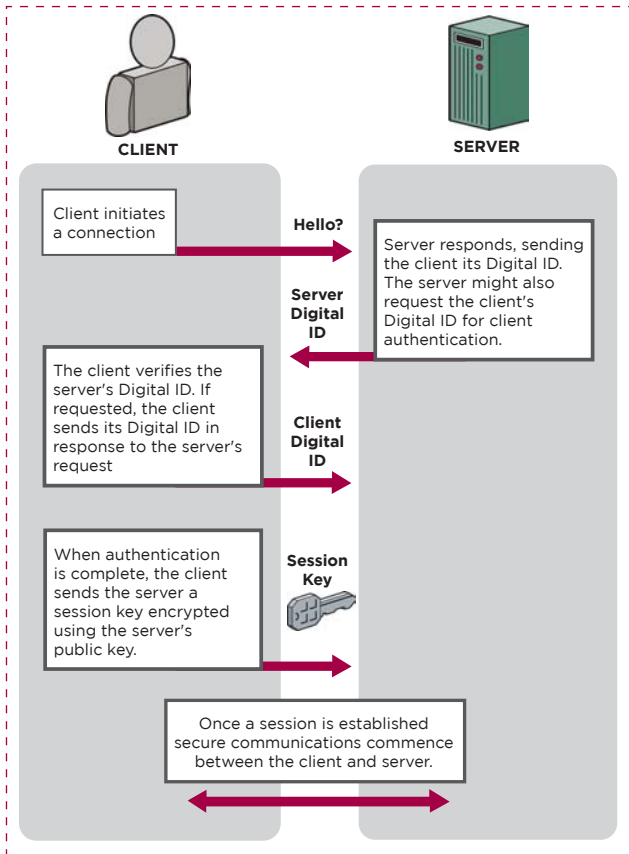 CLIENT
SERVER
Client initiates
a connection
Hello?
Server responds, sending
the client its Digital ID.
The server might also
request the client's
Digital ID for client
authentication.
Server
Digital
ID
The client verifies the
server's Digital ID. If
requested, the client
sends its Digital ID in
response to the server's
request
Client
Digital
ID
When authentication
is complete, the client
sends the server a
session key encrypted
using the server's
public key.
Session
Key
Once a session is established
secure communications commence
between the client and server.